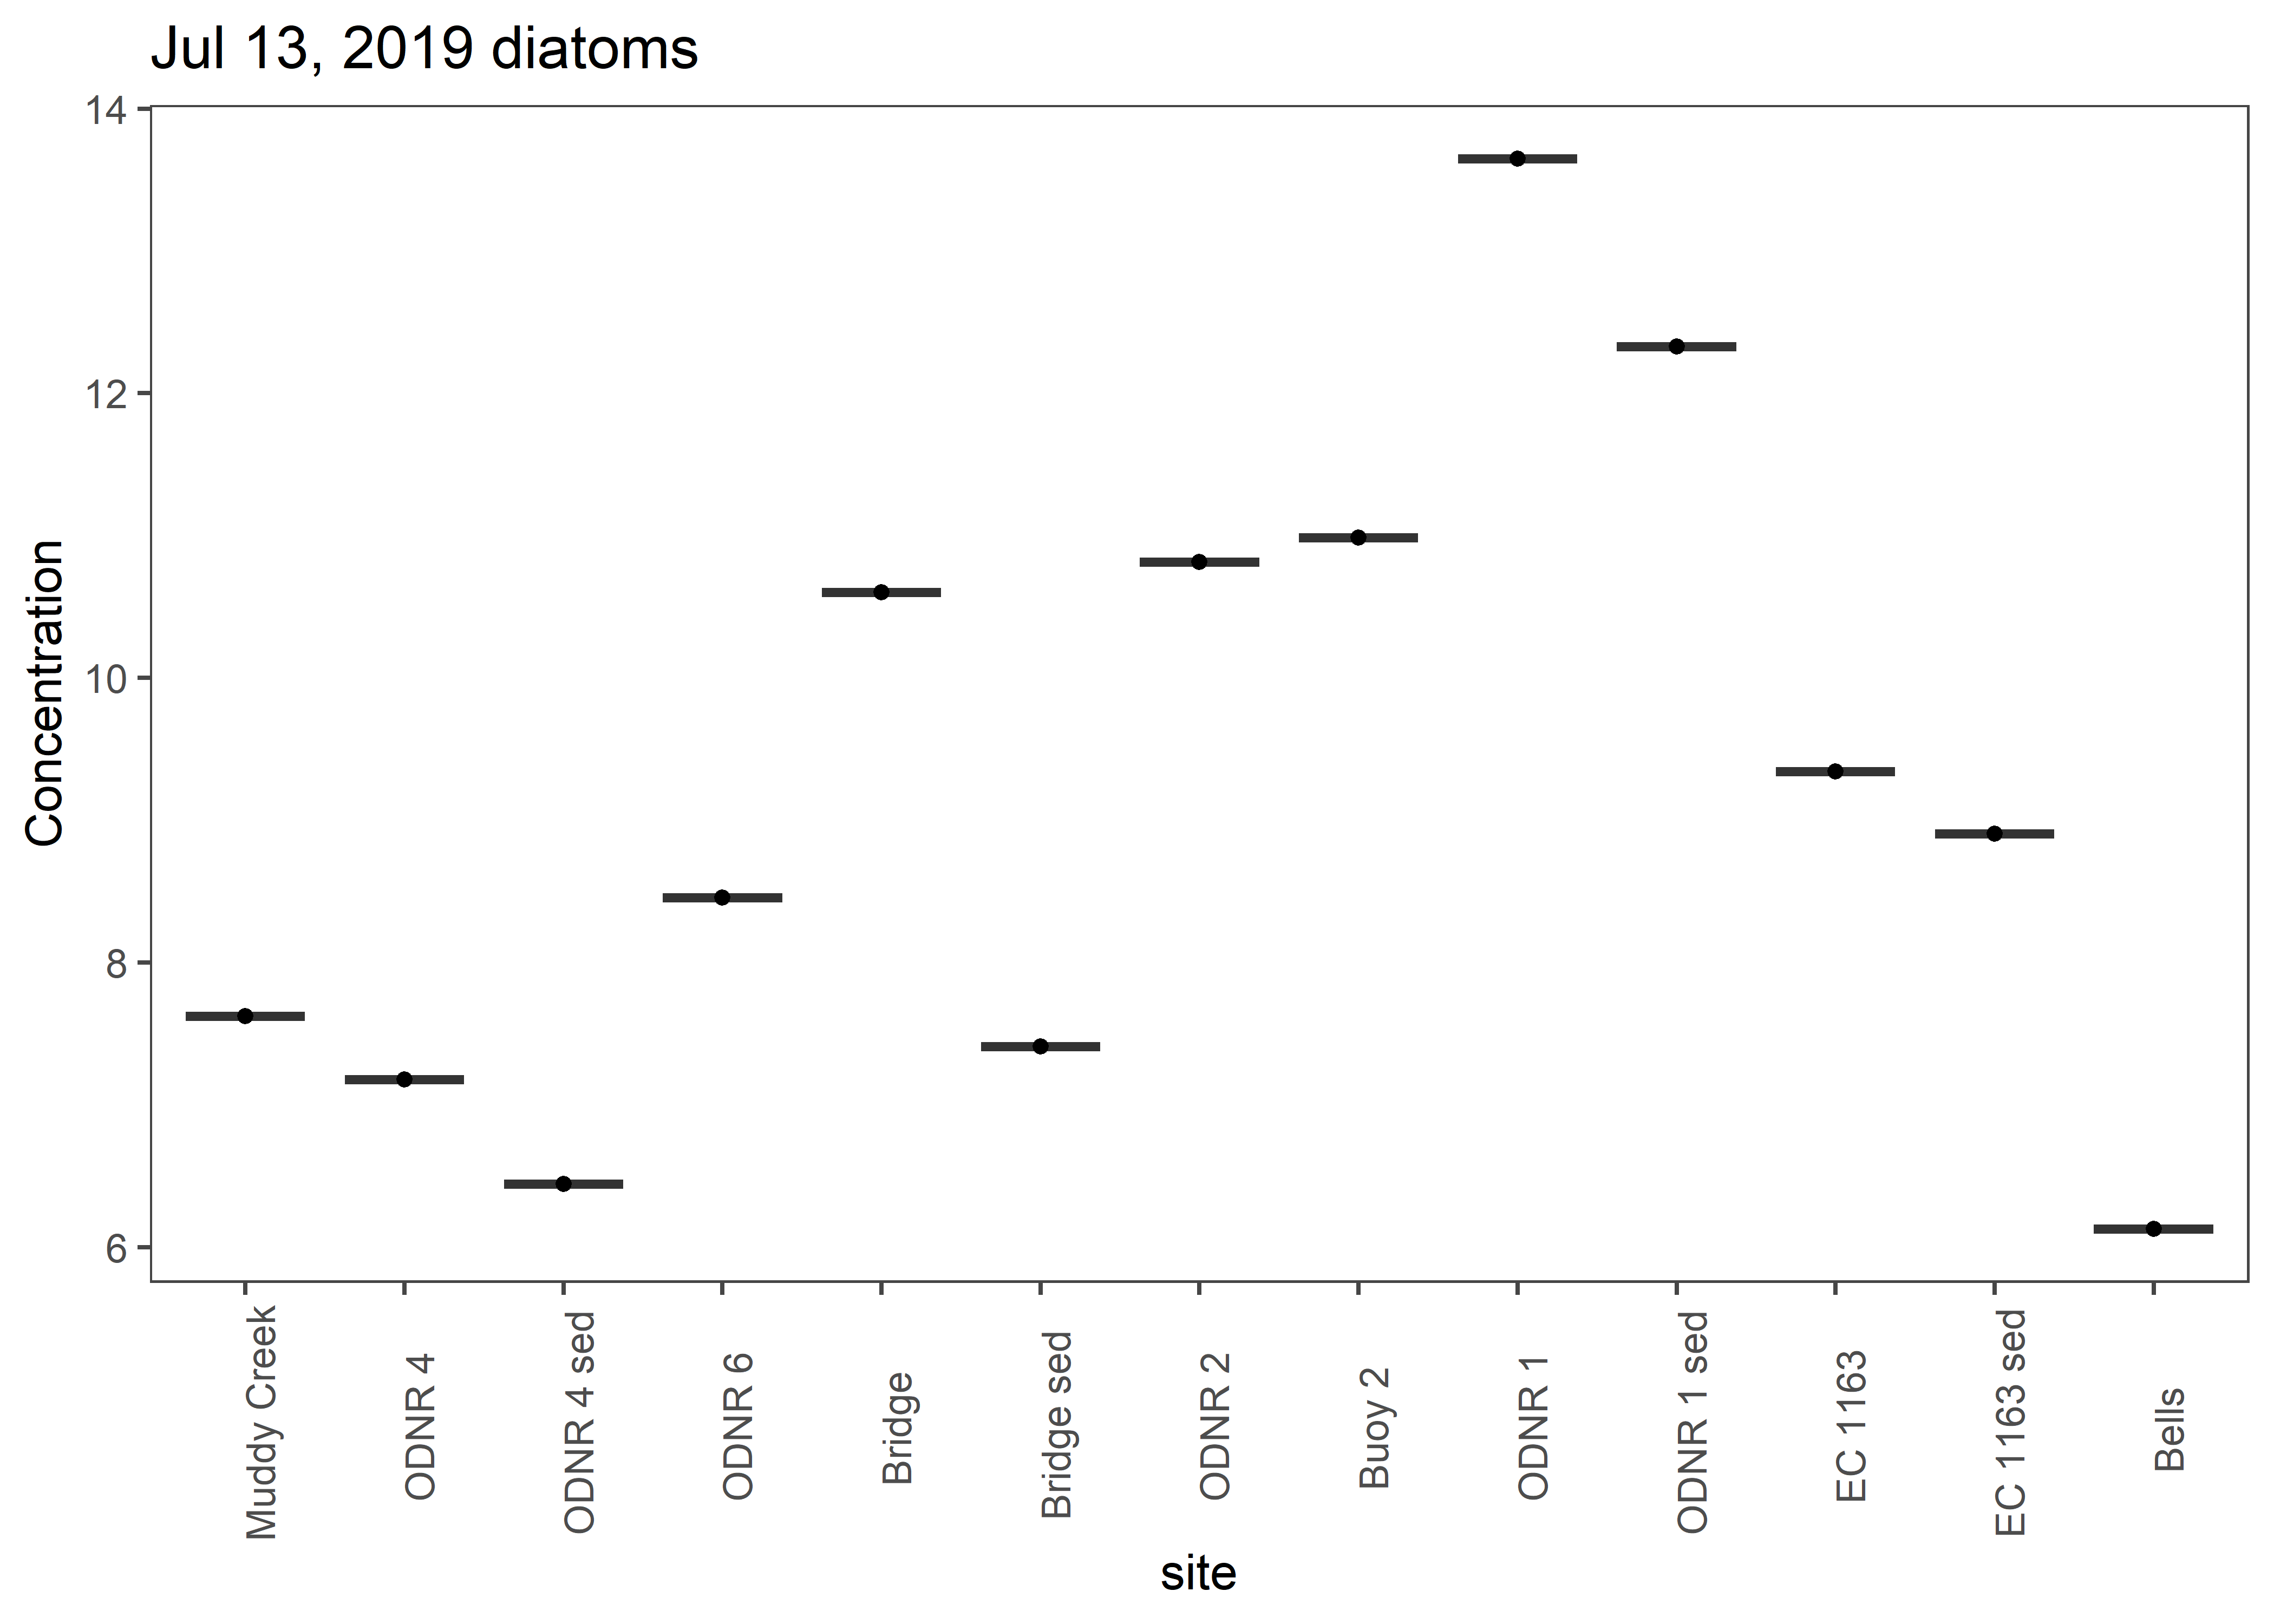 Jul 13, 2019 diatoms
14
12
10
8
6
Concentration
Muddy Creek
ODNR 4
ODNR 4 sed
ODNR 6
Bridge
Bridge sed
ODNR 2
Buoy 2
ODNR 1
ODNR 1 sed
EC 1163
EC 1163 sed
Bells
site